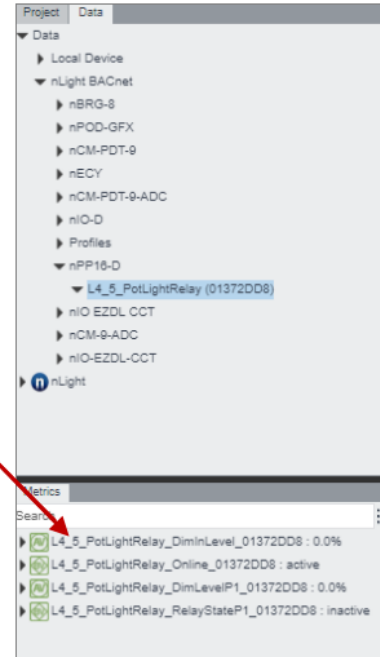 Project Data
Data
Local Device
nLight BACnet
nBRG-8
nPOD-GFX
nCM-PDT-9
nECY
nCM-PDT-9-ADC
nIO-D
Profiles
nPP16-D
L4_5_PotLightRelay (01372DD8)
nIO EZDL CCT
nCM-9-ADC
nIO-EZDL-CCT
n nLight
Metrics
Search
L4_5_PotLightRelay_DimInLevel_01372DD8 : 0.0%
L4_5_PotLightRelay_Online_01372DD8 : active
L4_5_PotLightRelay_DimLevelP1_01372DD8 : 0.0%
L4_5_PotLightRelay_RelayStateP1_01372DD8 : inactive